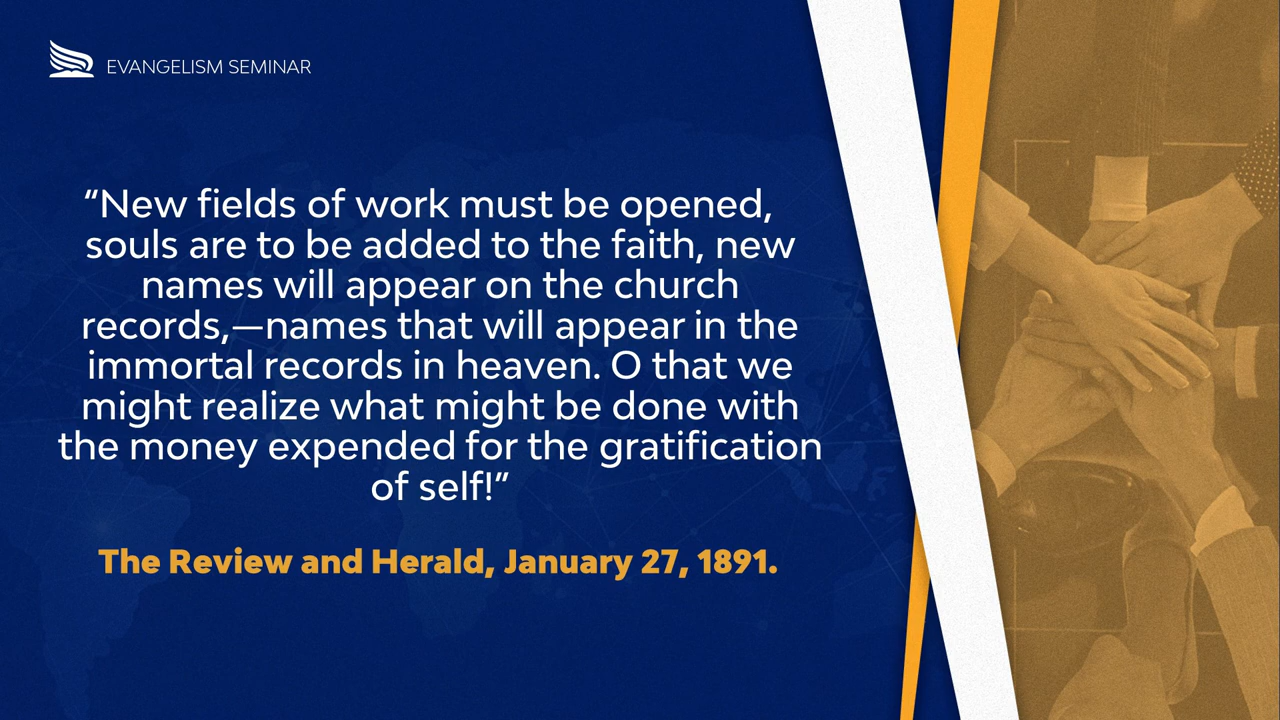 EVANGELISM SEMINAR
“New fields of work must be opened,
souls are to be added to the faith, new
names will appear on the church
records,—names that will appear in the
immortal records in heaven. O that we
might realize what might be done with
the money expended for the gratification
of self!”
The Review and Herald, January 27, 1891.